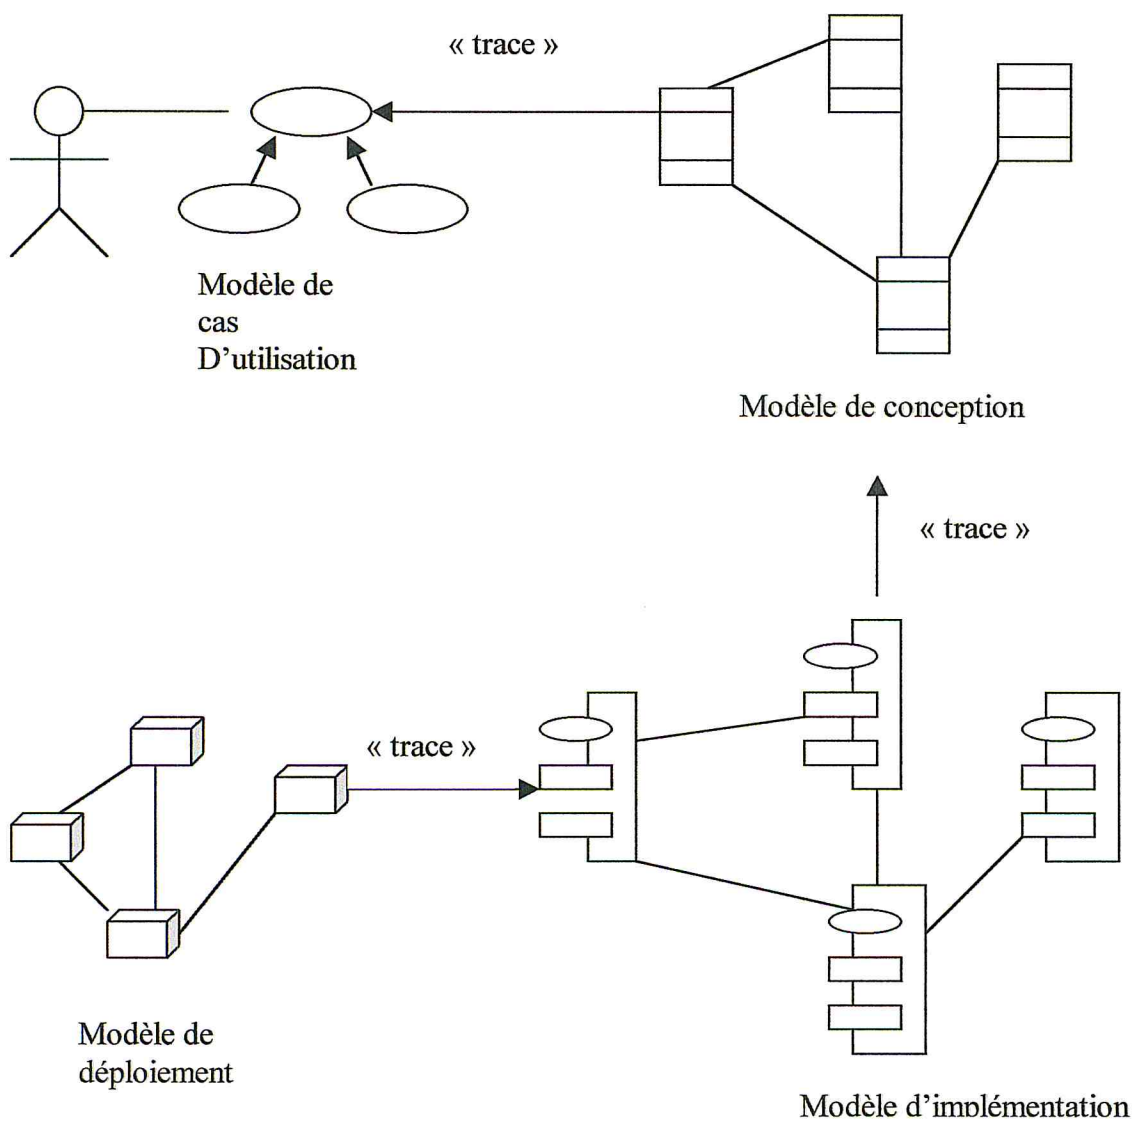 « trace »
Modèle de
cas
D’utilisation
Modèle de conception
« trace »
« trace »
Modèle de
déploiement
Modèle d’implémentation